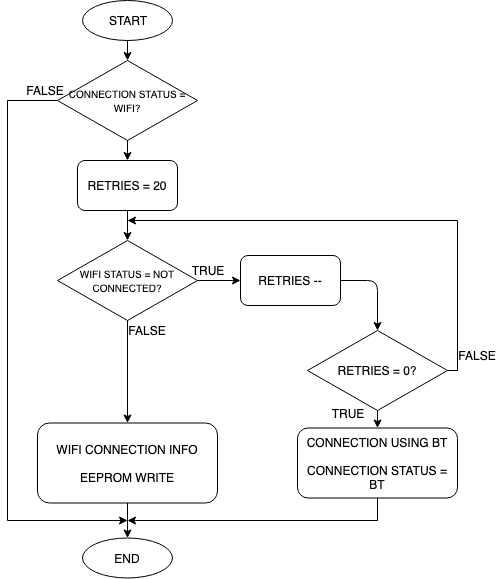 START
FALSE
CONNECTION STATUS =
WIFI?
RETRIES = 20
WIFI STATUS = NOT
CONNECTED?
TRUE
RETRIES --
FALSE
RETRIES = 0?
FALSE
TRUE
WIFI CONNECTION INFO
EEPROM WRITE
CONNECTION USING BT
CONNECTION STATUS =
BT
END